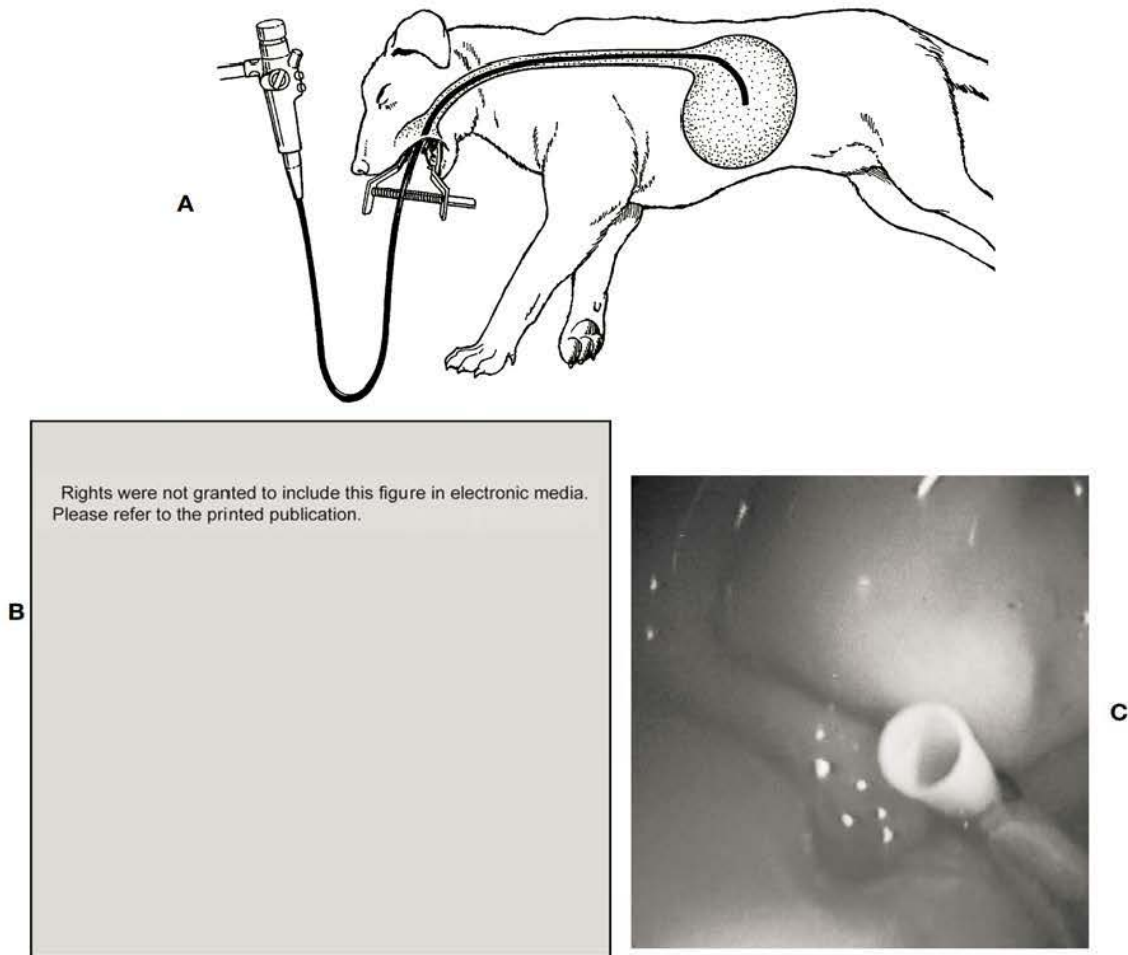 A
Rights were not granted to include this figure in electronic media.
Please refer to the printed publication.
B
C